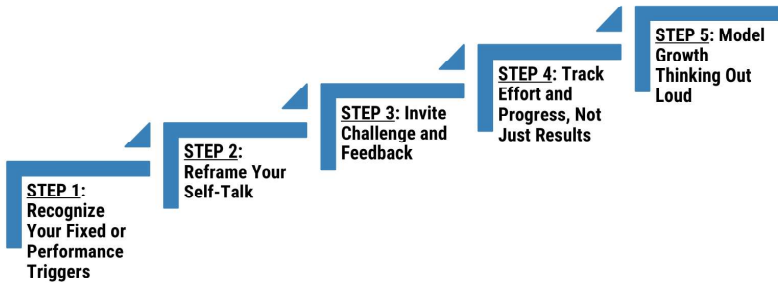 STEP 1:
Recognize
Your Fixed or
Performance
Triggers
STEP 2:
Reframe Your
Self-Talk
STEP 3: Invite
Challenge and
Feedback
STEP 4: Track
Effort and
Progress, Not
Just Results
STEP 5: Model
Growth
Thinking Out
Loud